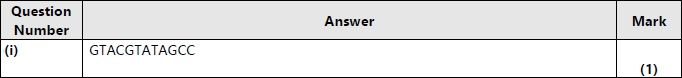 Question Number Answer Mark
(i) GTACGTATAGCC (1)